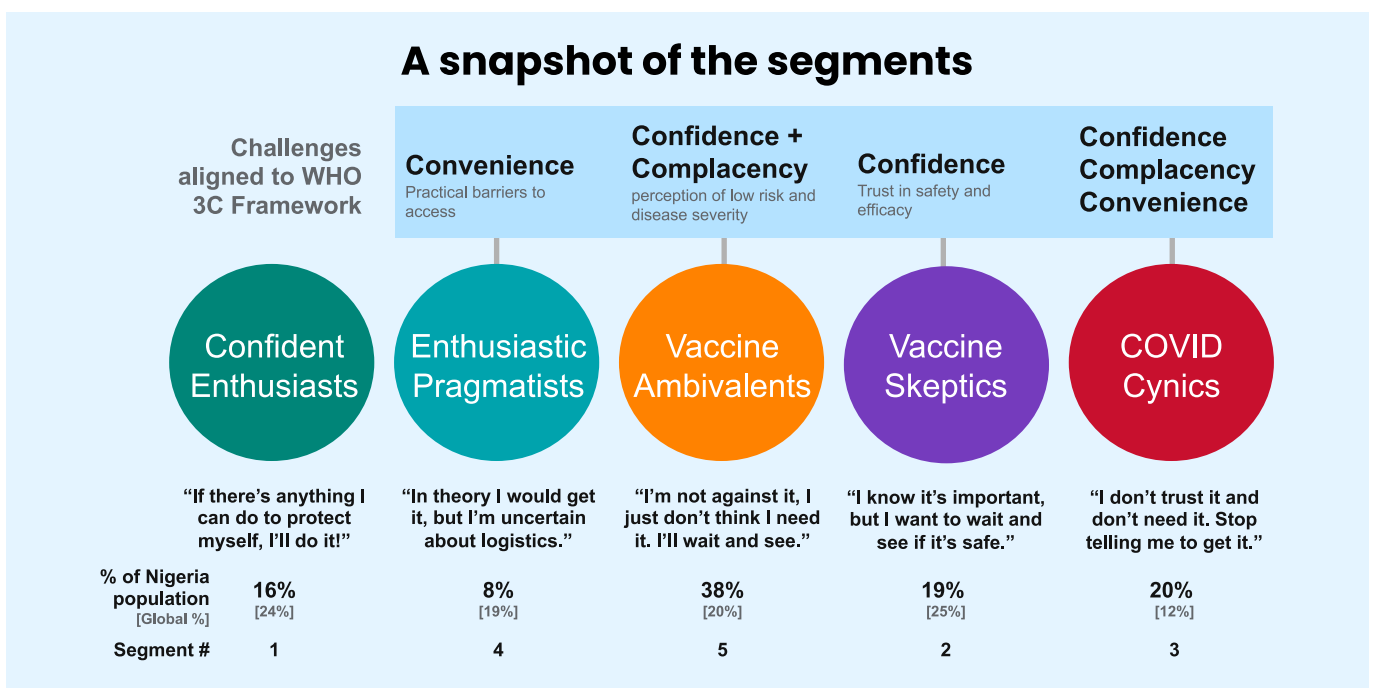 A snapshot of the segments
Challenges
aligned to WHO
3C Framework
Convenience
Practical barriers to
access
Confidence +
Complacency
perception of low risk and
disease severity
Confidence
Trust in safety and
efficacy
Confidence
Complacency
Convenience
Confident
Enthusiasts
Enthusiastic
Pragmatists
Vaccine
Ambivalents
Vaccine
Skeptics
COVID
Cynics
“If there’s anything I
can do to protect
myself, I’ll do it!”
“In theory I would get
it, but I’m uncertain
about logistics.”
“I’m not against it, I
just don’t think I need
it. I’ll wait and see.”
“I know it’s important,
but I want to wait and
see if it’s safe.”
“I don’t trust it and
don’t need it. Stop
telling me to get it.”
% of Nigeria
population
[Global %]
16%
[24%]
8%
[19%]
38%
[20%]
19%
[25%]
20%
[12%]
Segment #
1
4
5
2
3